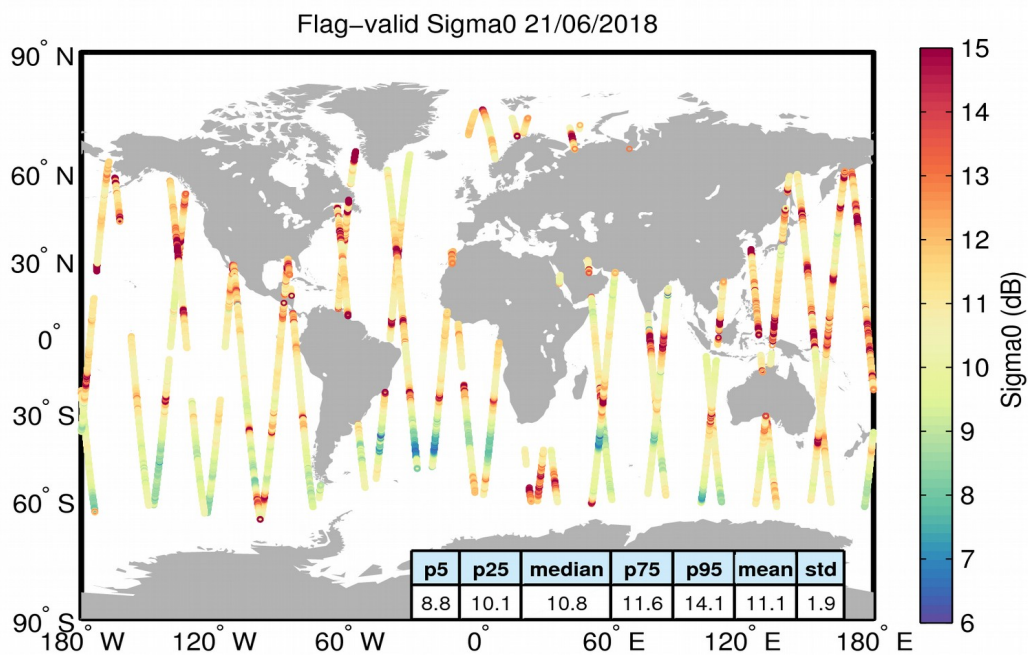 Flag−valid Sigma0 21/06/2018
90° N
60° N
30° N
0°
30° S
60° S
90° S
180° W
120° W
60° W
0°
60° E
120° E
180° E
p5 p25 median p75 p95 mean std
8.8 10.1 10.8 11.6 14.1 11.1 1.9
15
14
13
12
11
10
9
8
7
6
Sigma0 (dB)